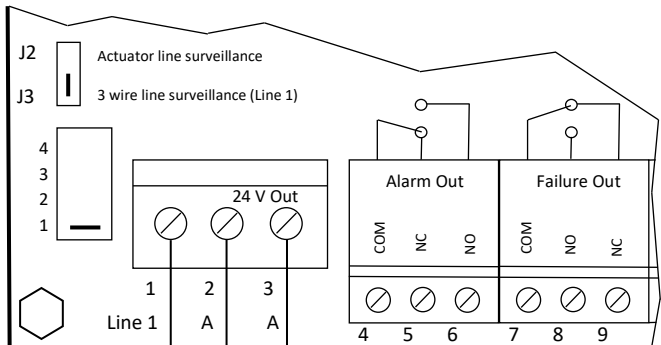 J2 Actuator line surveillance
J3 3 wire line surveillance (Line 1)
4
3
2
1
24 V Out
Alarm Out Failure Out
COM NC NO COM NO NC
1 2 3
Line 1 A A
4 5 6 7 8 9